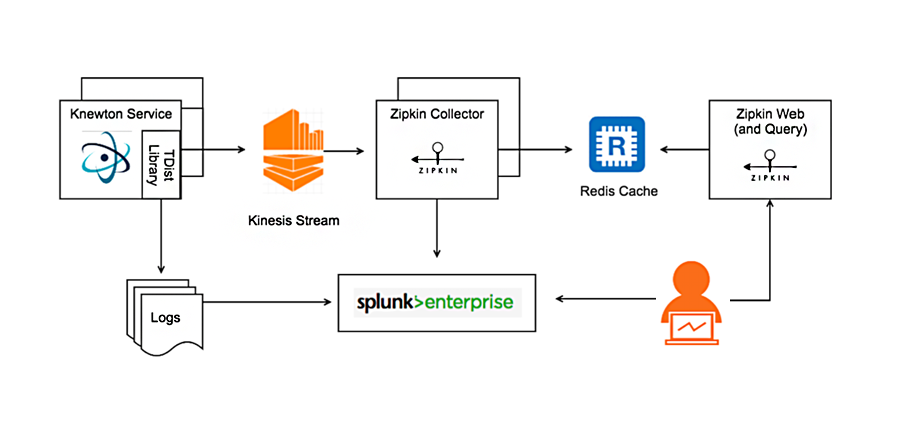 Knewton Service
TDist
Library
Kinesis Stream
Zipkin Collector
ZIPKIN
R
Redis Cache
Zipkin Web
(and Query)
ZIPKIN
Logs
splunk>enterprise